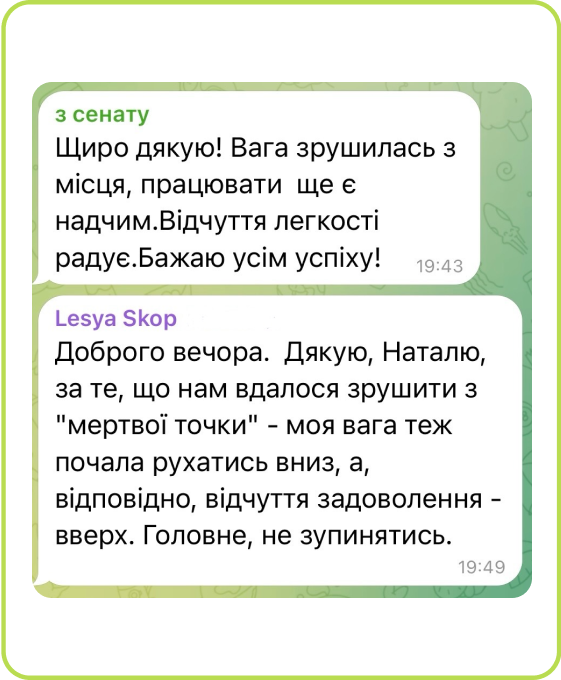 з сенату
Щиро дякую! Вага зрушилась з
місця, працювати  ще є
надчим.Відчуття легкості
радує.Бажаю усім успіху!
19:43
Lesya Skop
Доброго вечора.  Дякую, Наталю,
за те, що нам вдалося зрушити з
"мертвої точки" - моя вага теж
почала рухатись вниз, а,
відповідно, відчуття задоволення -
вверх. Головне, не зупинятись.
19:49